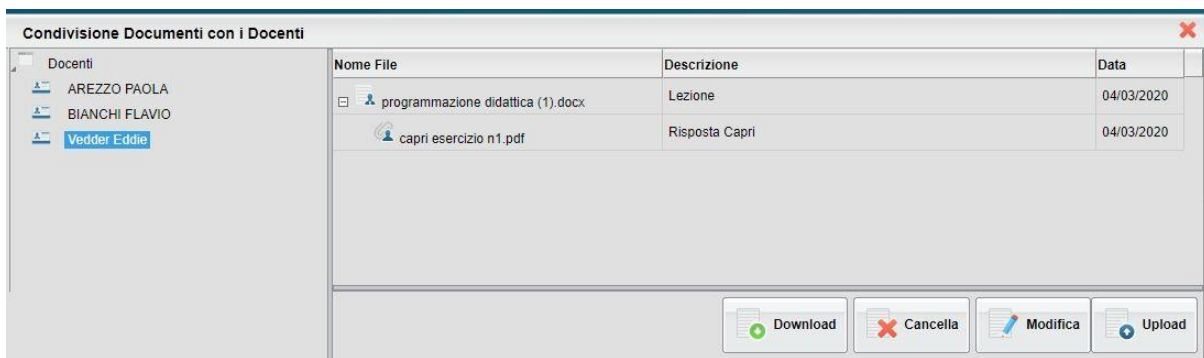 Condivisione Documenti con i Docenti
Docenti
AREZZO PAOLA
BIANCHI FLAVIO
Vedder Eddie
Nome File Descrizione Data
programmazione didattica (1).docx Lezione 04/03/2020
capri esercizio n1.pdf Risposta Capri 04/03/2020
Download Cancella Modifica Upload